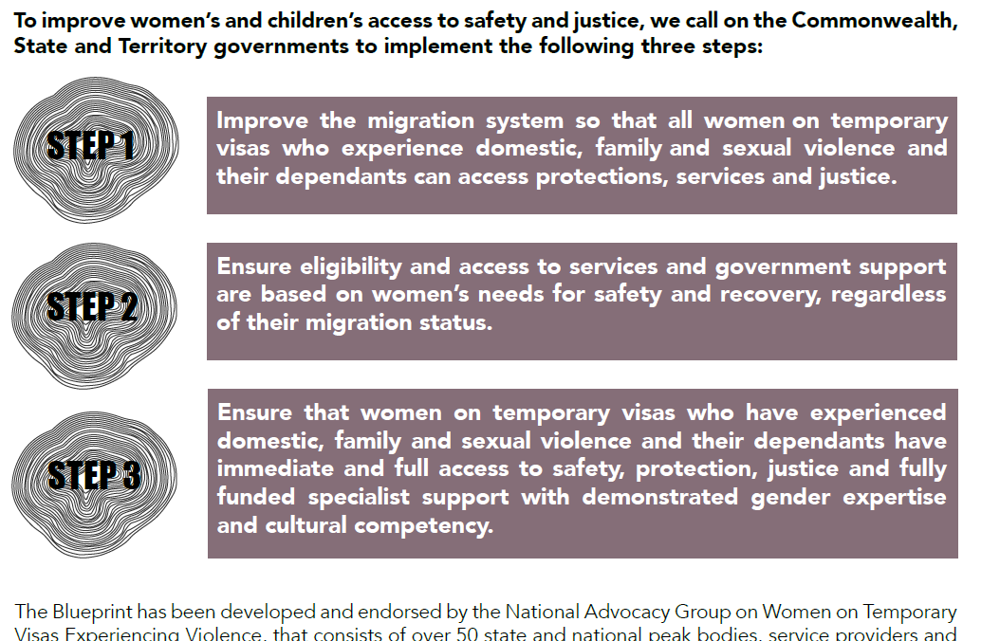 To improve women's and children's access to safety and justice, we call on the Commonwealth,
State and Territory governments to implement the following three steps:
STEP 1
Improve the migration system so that all women on temporary
visas who experience domestic, family and sexual violence and
their dependants can access protections, services and justice.
STEP 2
Ensure eligibility and access to services and government support
are based on women's needs for safety and recovery, regardless
of their migration status.
STEP 3
Ensure that women on temporary visas who have experienced
domestic, family and sexual violence and their dependants have
immediate and full access to safety, protection, justice and fully
funded specialist support with demonstrated gender expertise
and cultural competency.
The Blueprint has been developed and endorsed by the National Advocacy Group on Women on Temporary
Visas Experiencing Violence, that consists of over 50 state and national peak bodies, service providers and